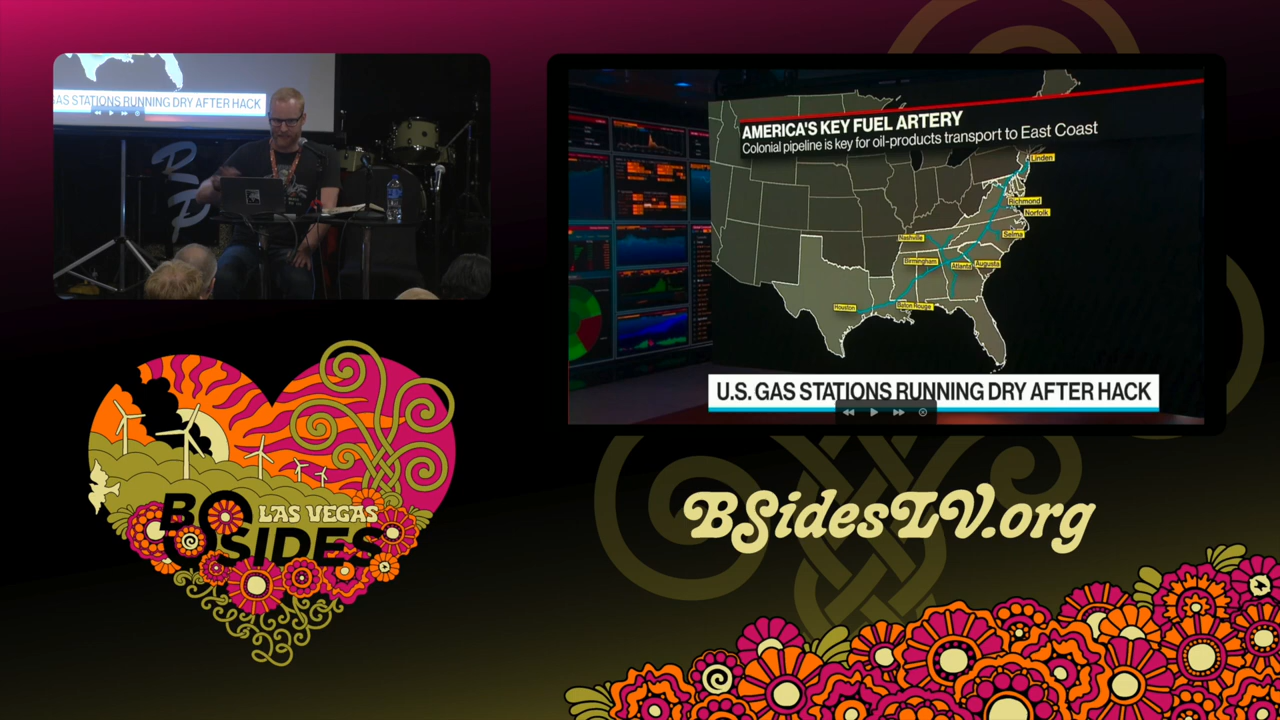 GAS STATIONS RUNNING DRY AFTER HACK
AMERICA'S KEY FUEL ARTERY
Colonial pipeline is key for oil-products transport to East Coast
Linden
Richmond
Norfolk
Selma
Nashville
Birmingham
Atlanta
Augusta
Houston
Baton Rouge
U.S. GAS STATIONS RUNNING DRY AFTER HACK
LAS VEGAS
BSIDES
BSidesLV.org